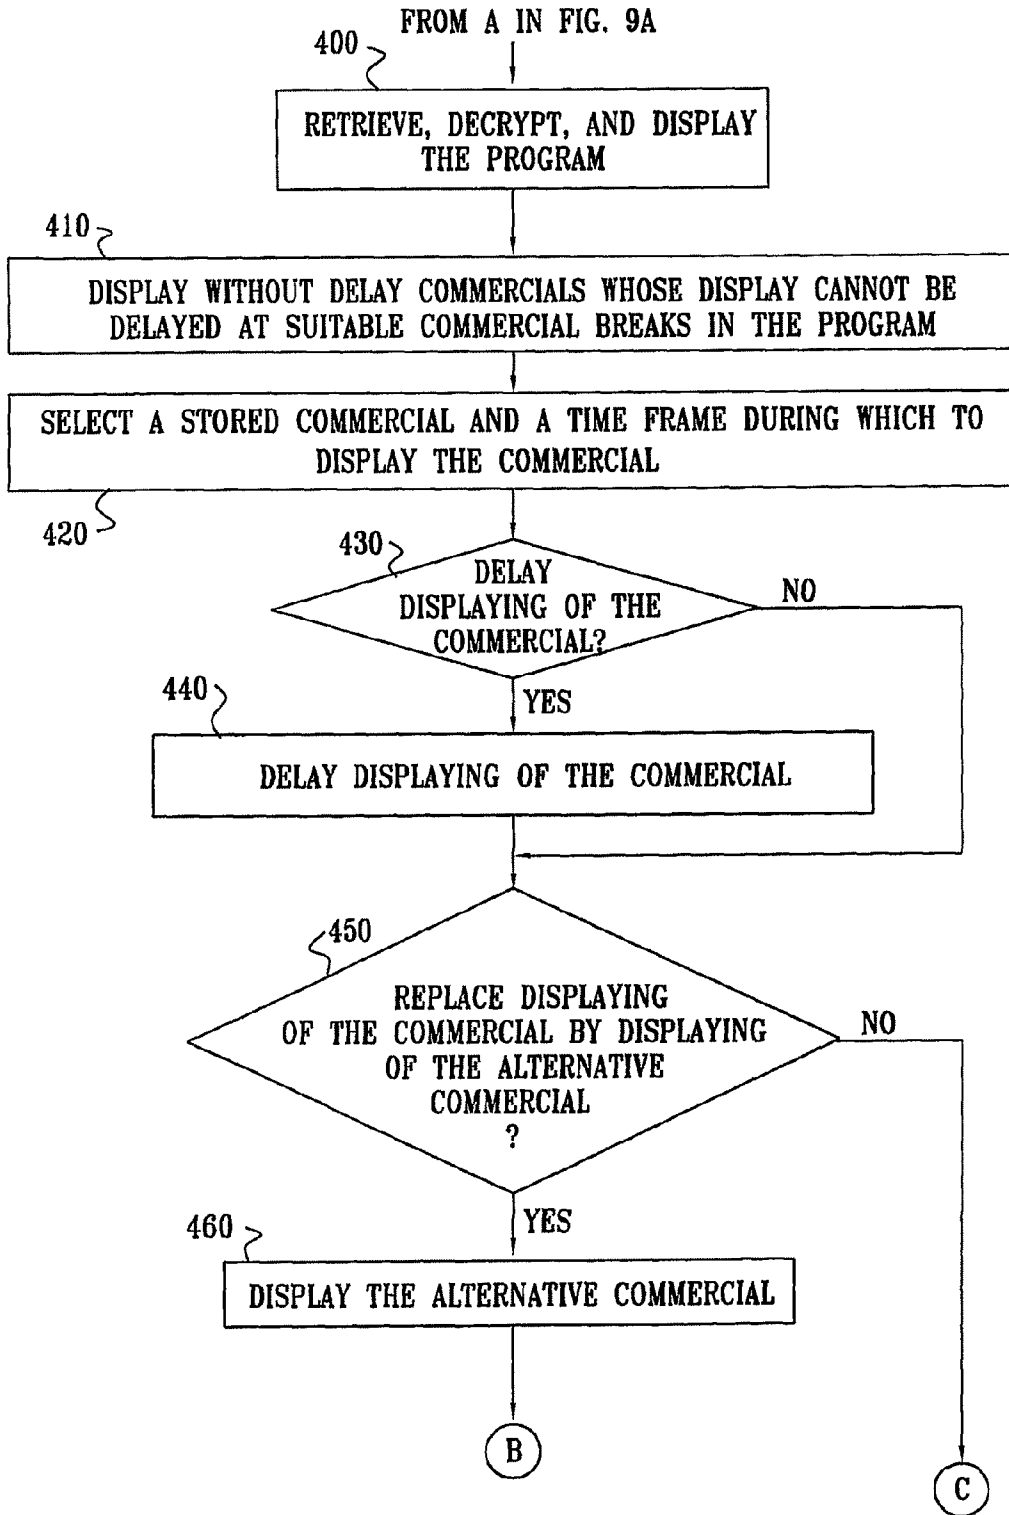 FROM A IN FIG. 9A
400
RETRIEVE, DECRYPT, AND DISPLAY
THE PROGRAM
410
DISPLAY WITHOUT DELAY COMMERCIALS WHOSE DISPLAY CANNOT BE
DELAYED AT SUITABLE COMMERCIAL BREAKS IN THE PROGRAM
SELECT A STORED COMMERCIAL AND A TIME FRAME DURING WHICH TO
DISPLAY THE COMMERCIAL
420
430
DELAY
DISPLAYING OF THE
COMMERCIAL?
NO
YES
440
DELAY DISPLAYING OF THE COMMERCIAL
450
REPLACE DISPLAYING
OF THE COMMERCIAL BY DISPLAYING
OF THE ALTERNATIVE
COMMERCIAL
?
NO
YES
460
DISPLAY THE ALTERNATIVE COMMERCIAL
B
C